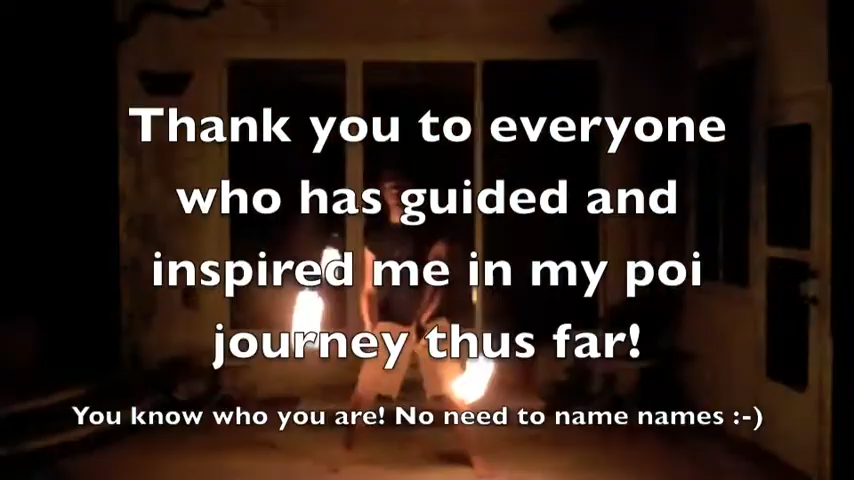 Thank you to everyone
who has guided and
inspired me in my poi
journey thus far!
You know who you are! No need to name names :-)